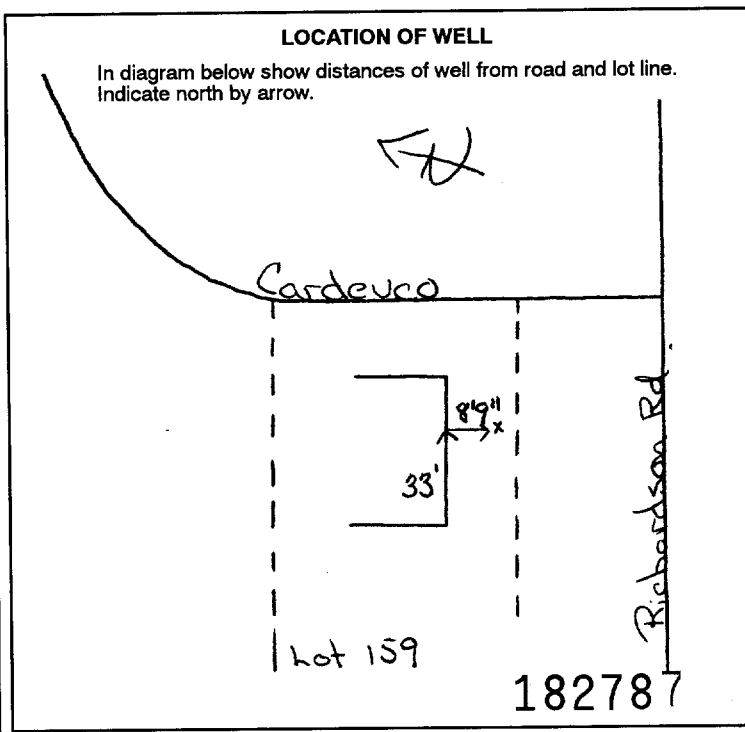 LOCATION OF WELL
In diagram below show distances of well from road and lot line.
Indicate north by arrow.
N
Cardevco
8'9"
x
33'
Richardson Rd.
Lot 159
182787